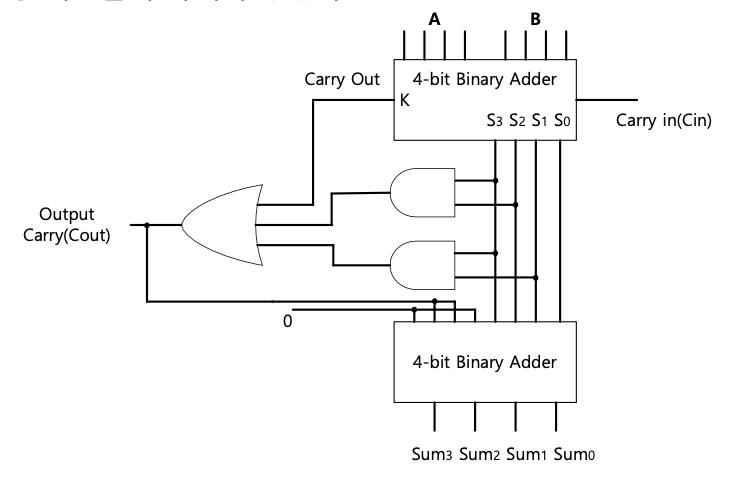 A B
Carry Out
4-bit Binary Adder
K
S3 S2 S1 S0
Carry in(Cin)
Output
Carry(Cout)
0
4-bit Binary Adder
Sum3 Sum2 Sum1 Sum0